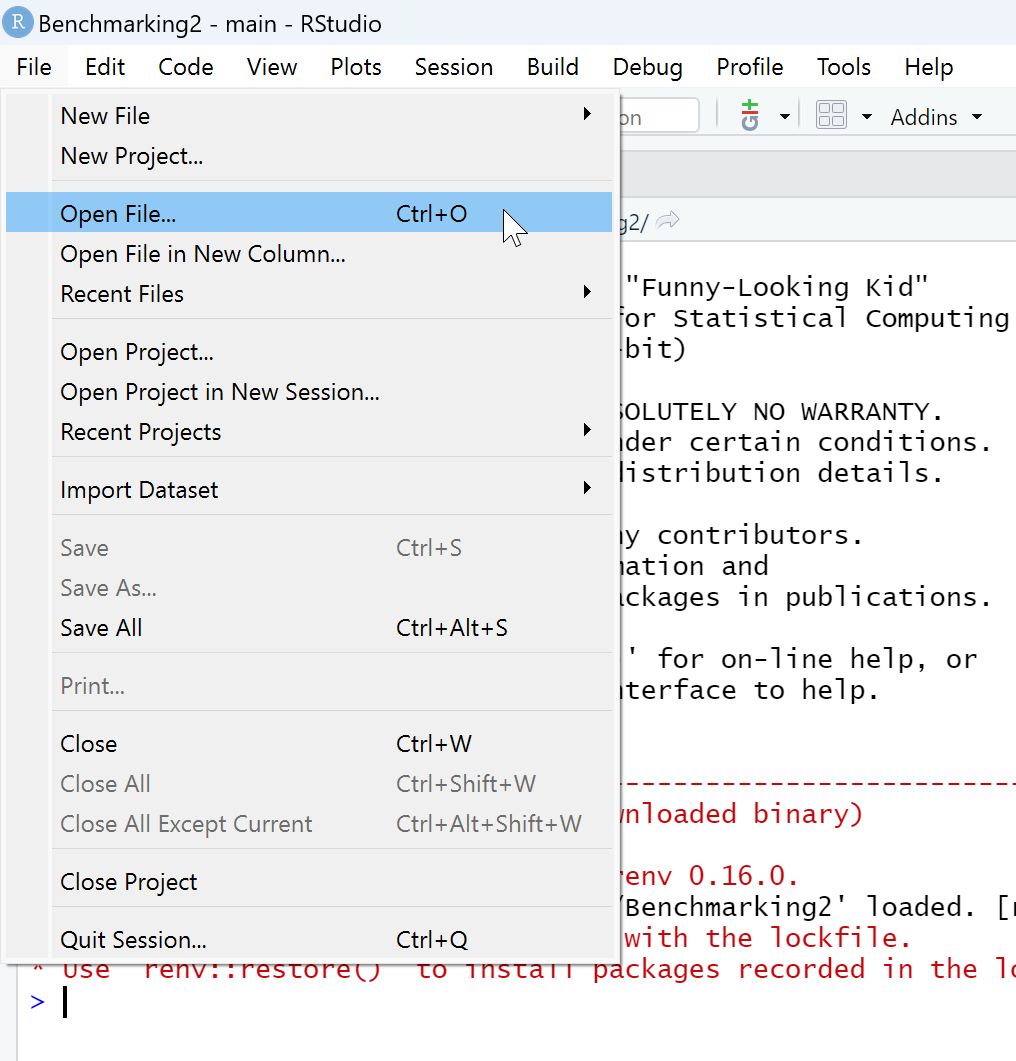 R Benchmarking2 - main - RStudio
File Edit Code View Plots Session Build Debug Profile Tools Help
New File
New Project...
Addins
Open File... Ctrl+O
g2/
Open File in New Column...
Recent Files
"Funny-Looking Kid"
for Statistical Computing
-bit)
Open Project...
Open Project in New Session...
SOLUTELY NO WARRANTY.
Recent Projects
nder certain conditions.
distribution details.
Import Dataset
ny contributors.
Save Ctrl+S
mation and
Save As...
ackages in publications.
Save All Ctrl+Alt+S
' for on-line help, or
Print...
nterface to help.
Close Ctrl+W
Close All Ctrl+Shift+W
wnloaded binary)
Close All Except Current Ctrl+Alt+Shift+W
renv 0.16.0.
Close Project
/Benchmarking2' loaded. [
Quit Session... Ctrl+Q
with the lockfile.
* Use `renv::restore()` to install packages recorded in the lo
>